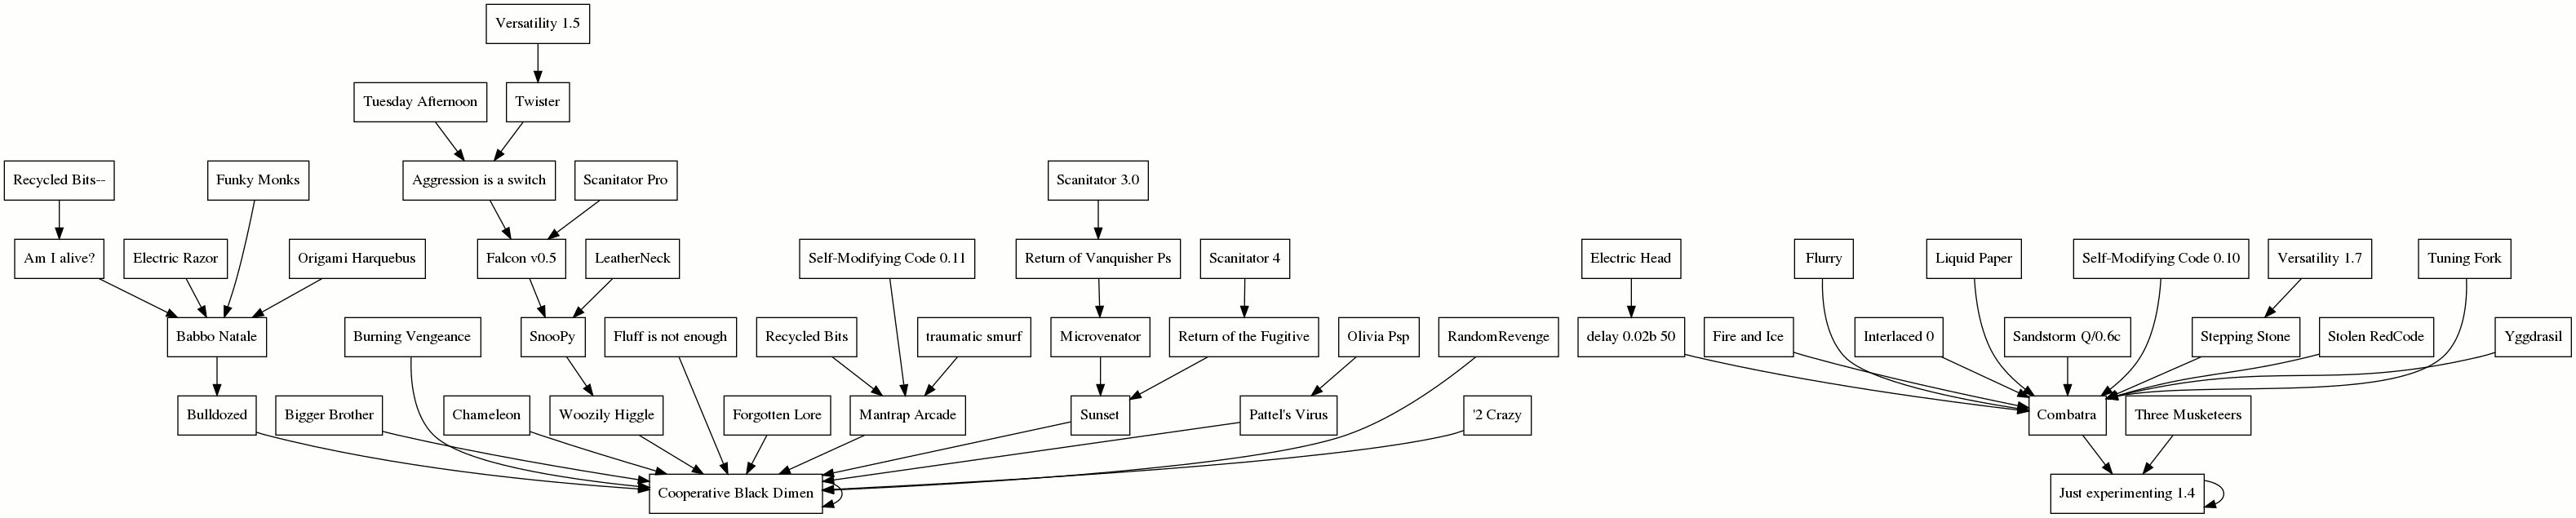 Versatility 1.5
Tuesday Afternoon
Twister
Recycled Bits--
Funky Monks
Aggression is a switch
Scanitator Pro
Scanitator 3.0
Am I alive?
Electric Razor
Origami Harquebus
Falcon v0.5
LeatherNeck
Self-Modifying Code 0.11
Return of Vanquisher Ps
Scanitator 4
Electric Head
Flurry
Liquid Paper
Self-Modifying Code 0.10
Versatility 1.7
Tuning Fork
Babbo Natale
Burning Vengeance
SnooPy
Fluff is not enough
Recycled Bits
traumatic smurf
Microvenator
Return of the Fugitive
Olivia Psp
RandomRevenge
delay 0.02b 50
Fire and Ice
Interlaced 0
Sandstorm Q/0.6c
Stepping Stone
Stolen RedCode
Yggdrasil
Bulldozed
Bigger Brother
Chameleon
Woozily Higgle
Forgotten Lore
Mantrap Arcade
Sunset
Pattel's Virus
'2 Crazy
Combatra
Three Musketeers
Cooperative Black Dimen
Just experimenting 1.4